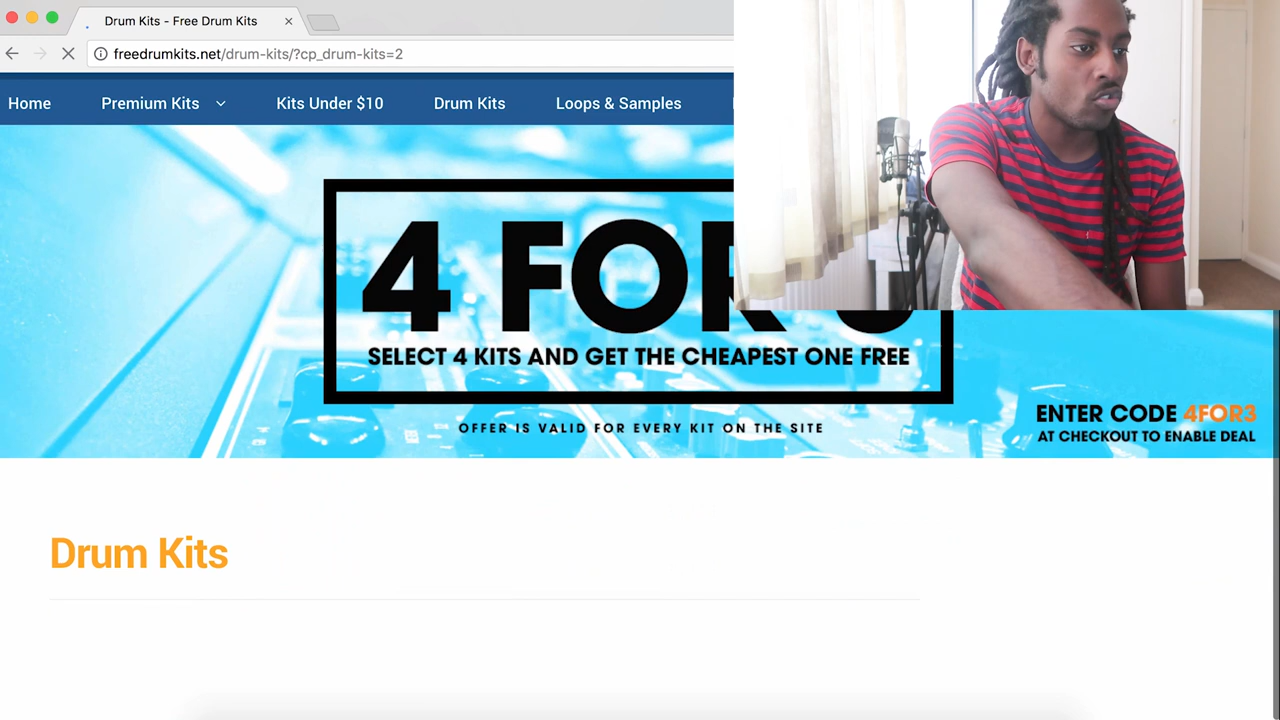 Drum Kits - Free Drum Kits
freedrumkits.net/drum-kits/?cp_drum-kits=2
Home
Premium Kits
Kits Under $10
Drum Kits
Loops & Samples
4 FOR
SELECT 4 KITS AND GET THE CHEAPEST ONE FREE
OFFER IS VALID FOR EVERY KIT ON THE SITE
ENTER CODE 4FOR3
AT CHECKOUT TO ENABLE DEAL
Drum Kits